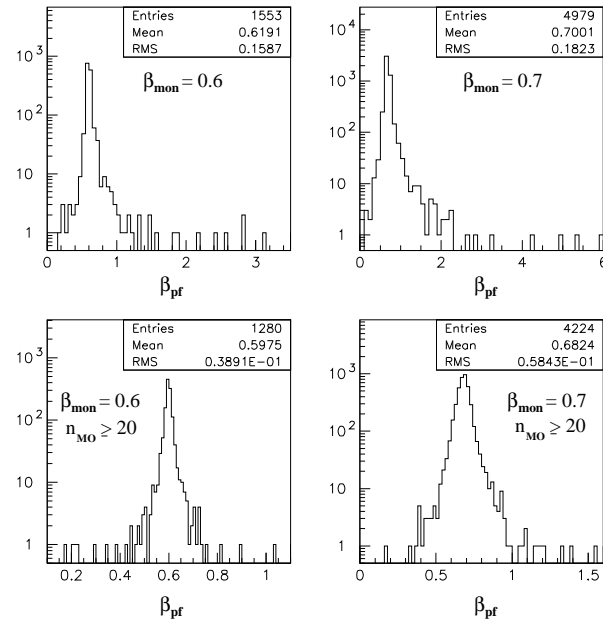 Entries 1553
Mean 0.6191
RMS 0.1587
β_mon = 0.6
10^3
10^2
10
1
0 1 2 3
β_pf
Entries 4979
Mean 0.7001
RMS 0.1823
β_mon = 0.7
10^4
10^3
10^2
10
1
0 2 4 6
β_pf
Entries 1280
Mean 0.5975
RMS 0.3891E-01
β_mon = 0.6
n_MO ≥ 20
10^3
10^2
10
1
0.2 0.4 0.6 0.8 1
β_pf
Entries 4224
Mean 0.6824
RMS 0.5843E-01
β_mon = 0.7
n_MO ≥ 20
10^3
10^2
10
1
0 0.5 1 1.5
β_pf